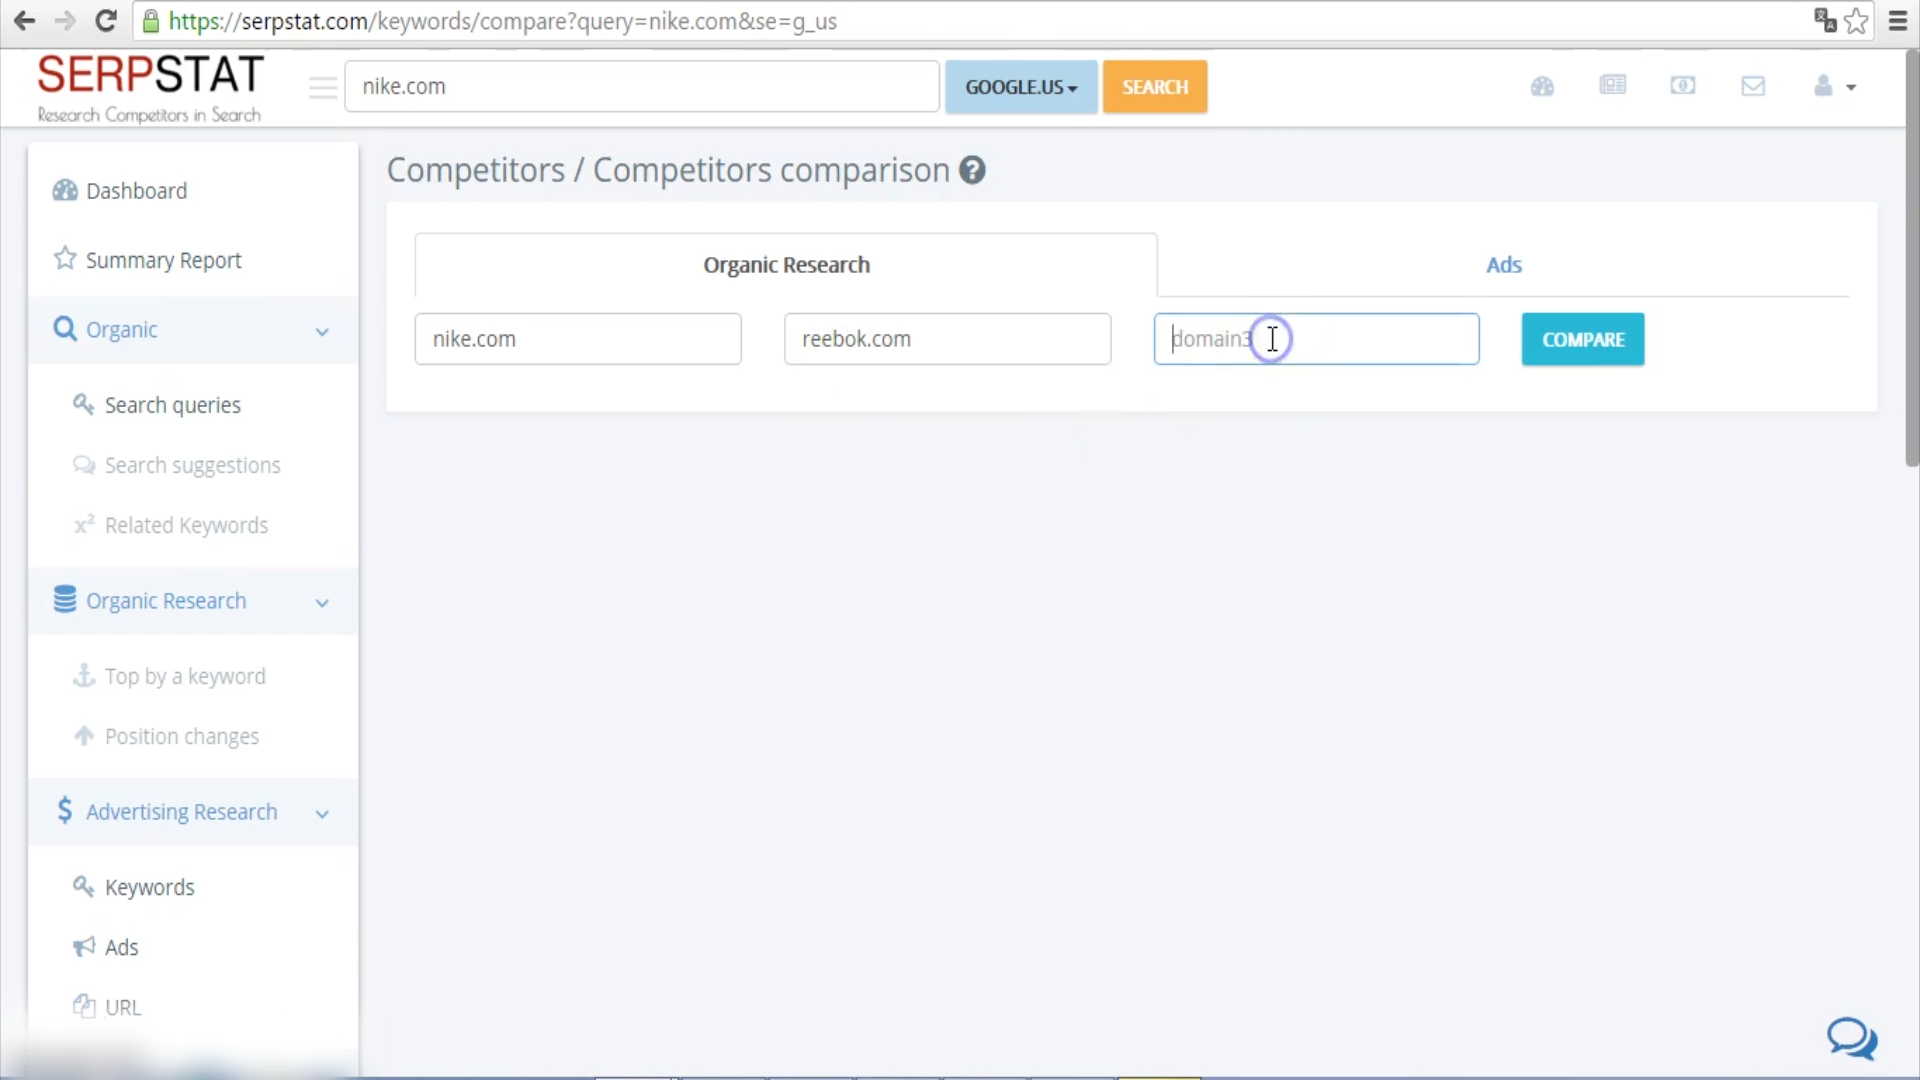 https://serpstat.com/keywords/compare?query=nike.com&se=g_us
SERPSTAT
Research Competitors in Search
nike.com
GOOGLE.US
SEARCH
Competitors / Competitors comparison
Dashboard
Summary Report
Organic
Search queries
Search suggestions
x² Related Keywords
Organic Research
Top by a keyword
Position changes
Advertising Research
Keywords
Ads
URL
Organic Research
Ads
nike.com
reebok.com
domain3
COMPARE